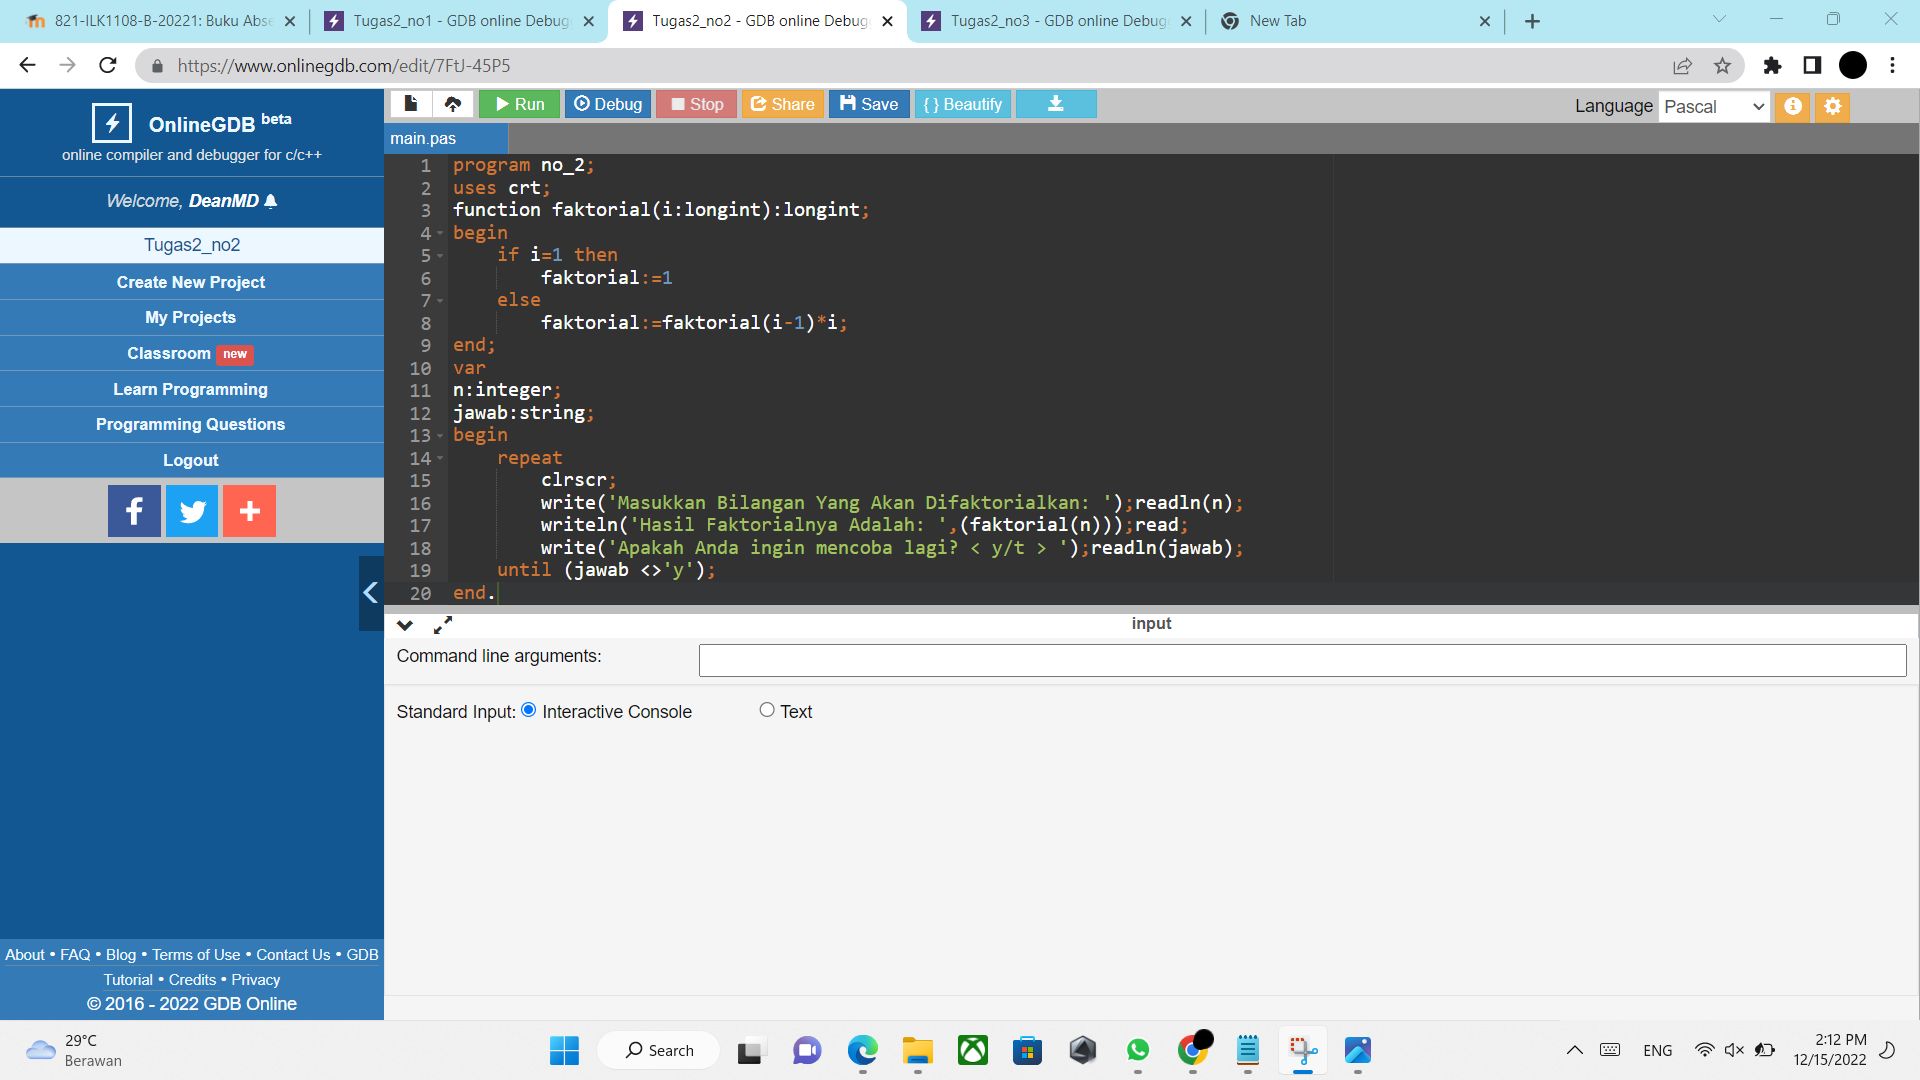 821-ILK1108-B-20221: Buku Abse
Tugas2_no1 - GDB online Debug
Tugas2_no2 - GDB online Debug
Tugas2_no3 - GDB online Debug
New Tab
https://www.onlinegdb.com/edit/7FtJ-45P5
OnlineGDB beta
online compiler and debugger for c/c++
Welcome, DeanMD
Tugas2_no2
Create New Project
My Projects
Classroom new
Learn Programming
Programming Questions
Logout
About • FAQ • Blog • Terms of Use • Contact Us • GDB
Tutorial • Credits • Privacy
© 2016 - 2022 GDB Online
Run Debug Stop Share Save { } Beautify
Language Pascal
main.pas
1 program no_2;
2 uses crt;
3 function faktorial(i:longint):longint;
4 begin
5 if i=1 then
6 faktorial:=1
7 else
8 faktorial:=faktorial(i-1)*i;
9 end;
10 var
11 n:integer;
12 jawab:string;
13 begin
14 repeat
15 clrscr;
16 write('Masukkan Bilangan Yang Akan Difaktorialkan: ');readln(n);
17 writeln('Hasil Faktorialnya Adalah: ',(faktorial(n)));read;
18 write('Apakah Anda ingin mencoba lagi? < y/t > ');readln(jawab);
19 until (jawab <>'y');
20 end.
input
Command line arguments:
Standard Input: Interactive Console Text
29°C
Berawan
Search
ENG
2:12 PM
12/15/2022